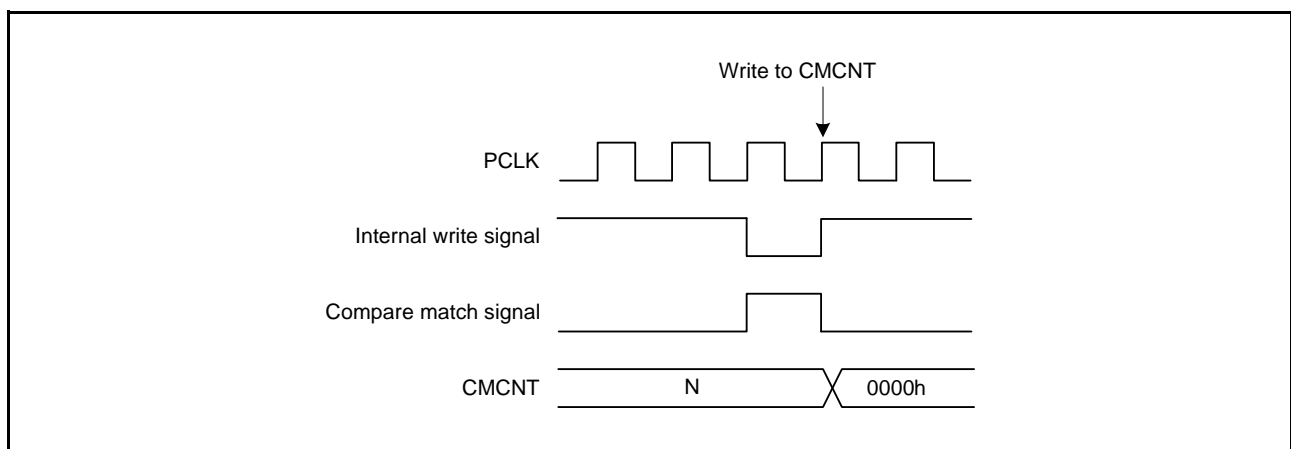 Write to CMCNT
PCLK
Internal write signal
Compare match signal
CMCNT N 0000h